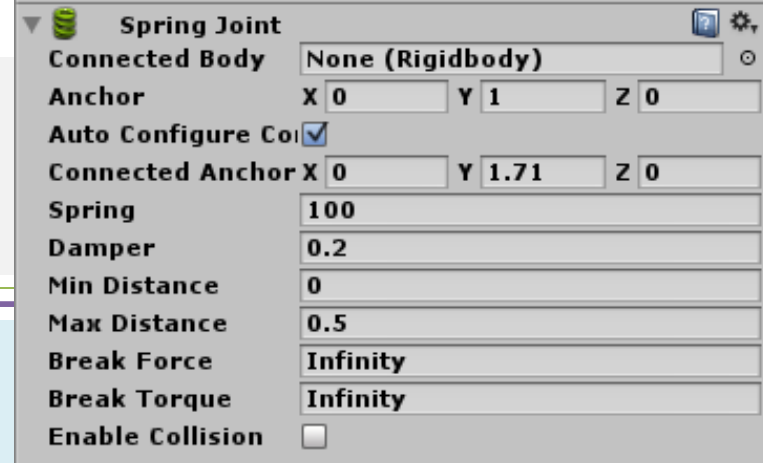 Spring Joint
Connected Body None (Rigidbody)
Anchor X 0 Y 1 Z 0
Auto Configure Co
Connected Anchor X 0 Y 1.71 Z 0
Spring 100
Damper 0.2
Min Distance 0
Max Distance 0.5
Break Force Infinity
Break Torque Infinity
Enable Collision